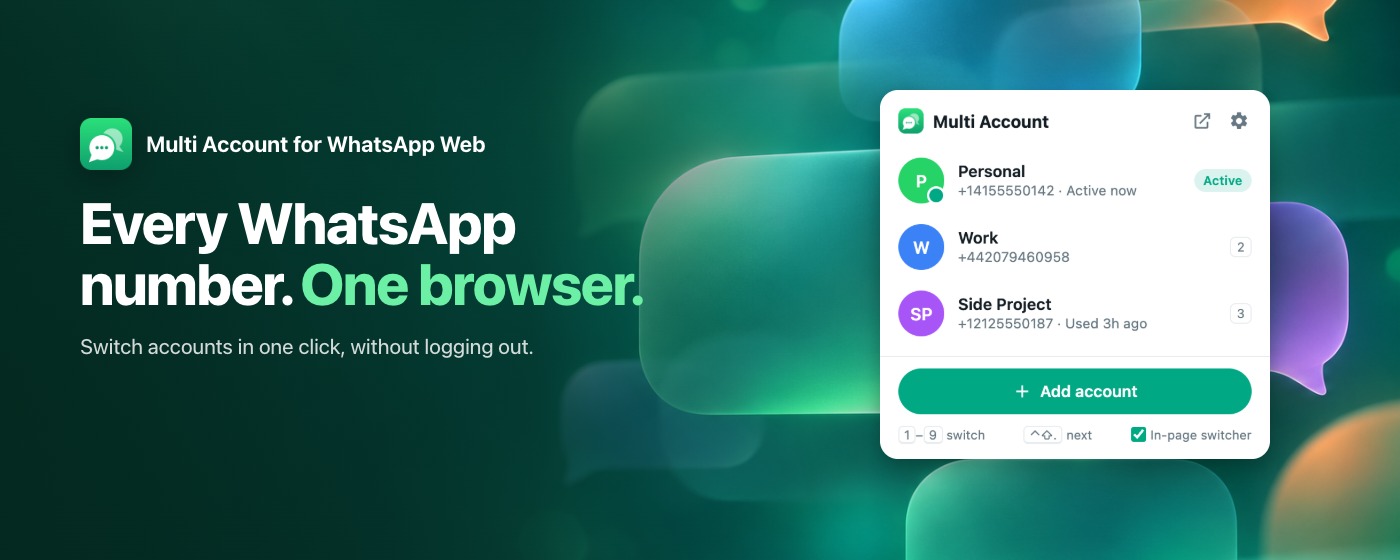 Multi Account for WhatsApp Web
Every WhatsApp
number. One browser.
Switch accounts in one click, without logging out.
Multi Account
P
Personal
+14155550142 · Active now
Active
W
Work
+442079460958
2
SP
Side Project
+12125550187 · Used 3h ago
3
+ Add account
1–9 switch
^⇧. next
In-page switcher